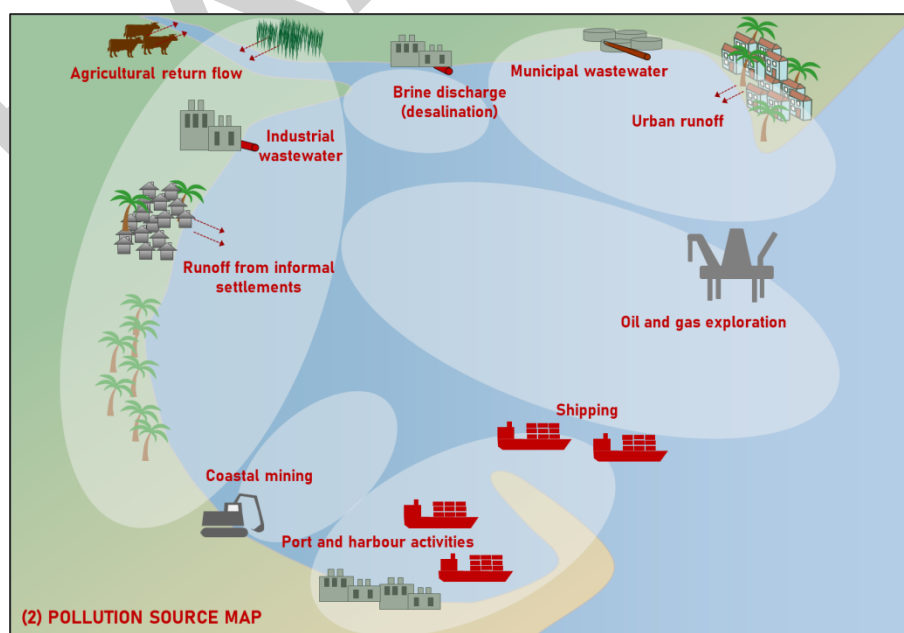 Agricultural return flow
Brine discharge
(desalination)
Municipal wastewater
Urban runoff
Industrial
wastewater
Runoff from informal
settlements
Oil and gas exploration
Shipping
Coastal mining
Port and harbour activities
(2) POLLUTION SOURCE MAP